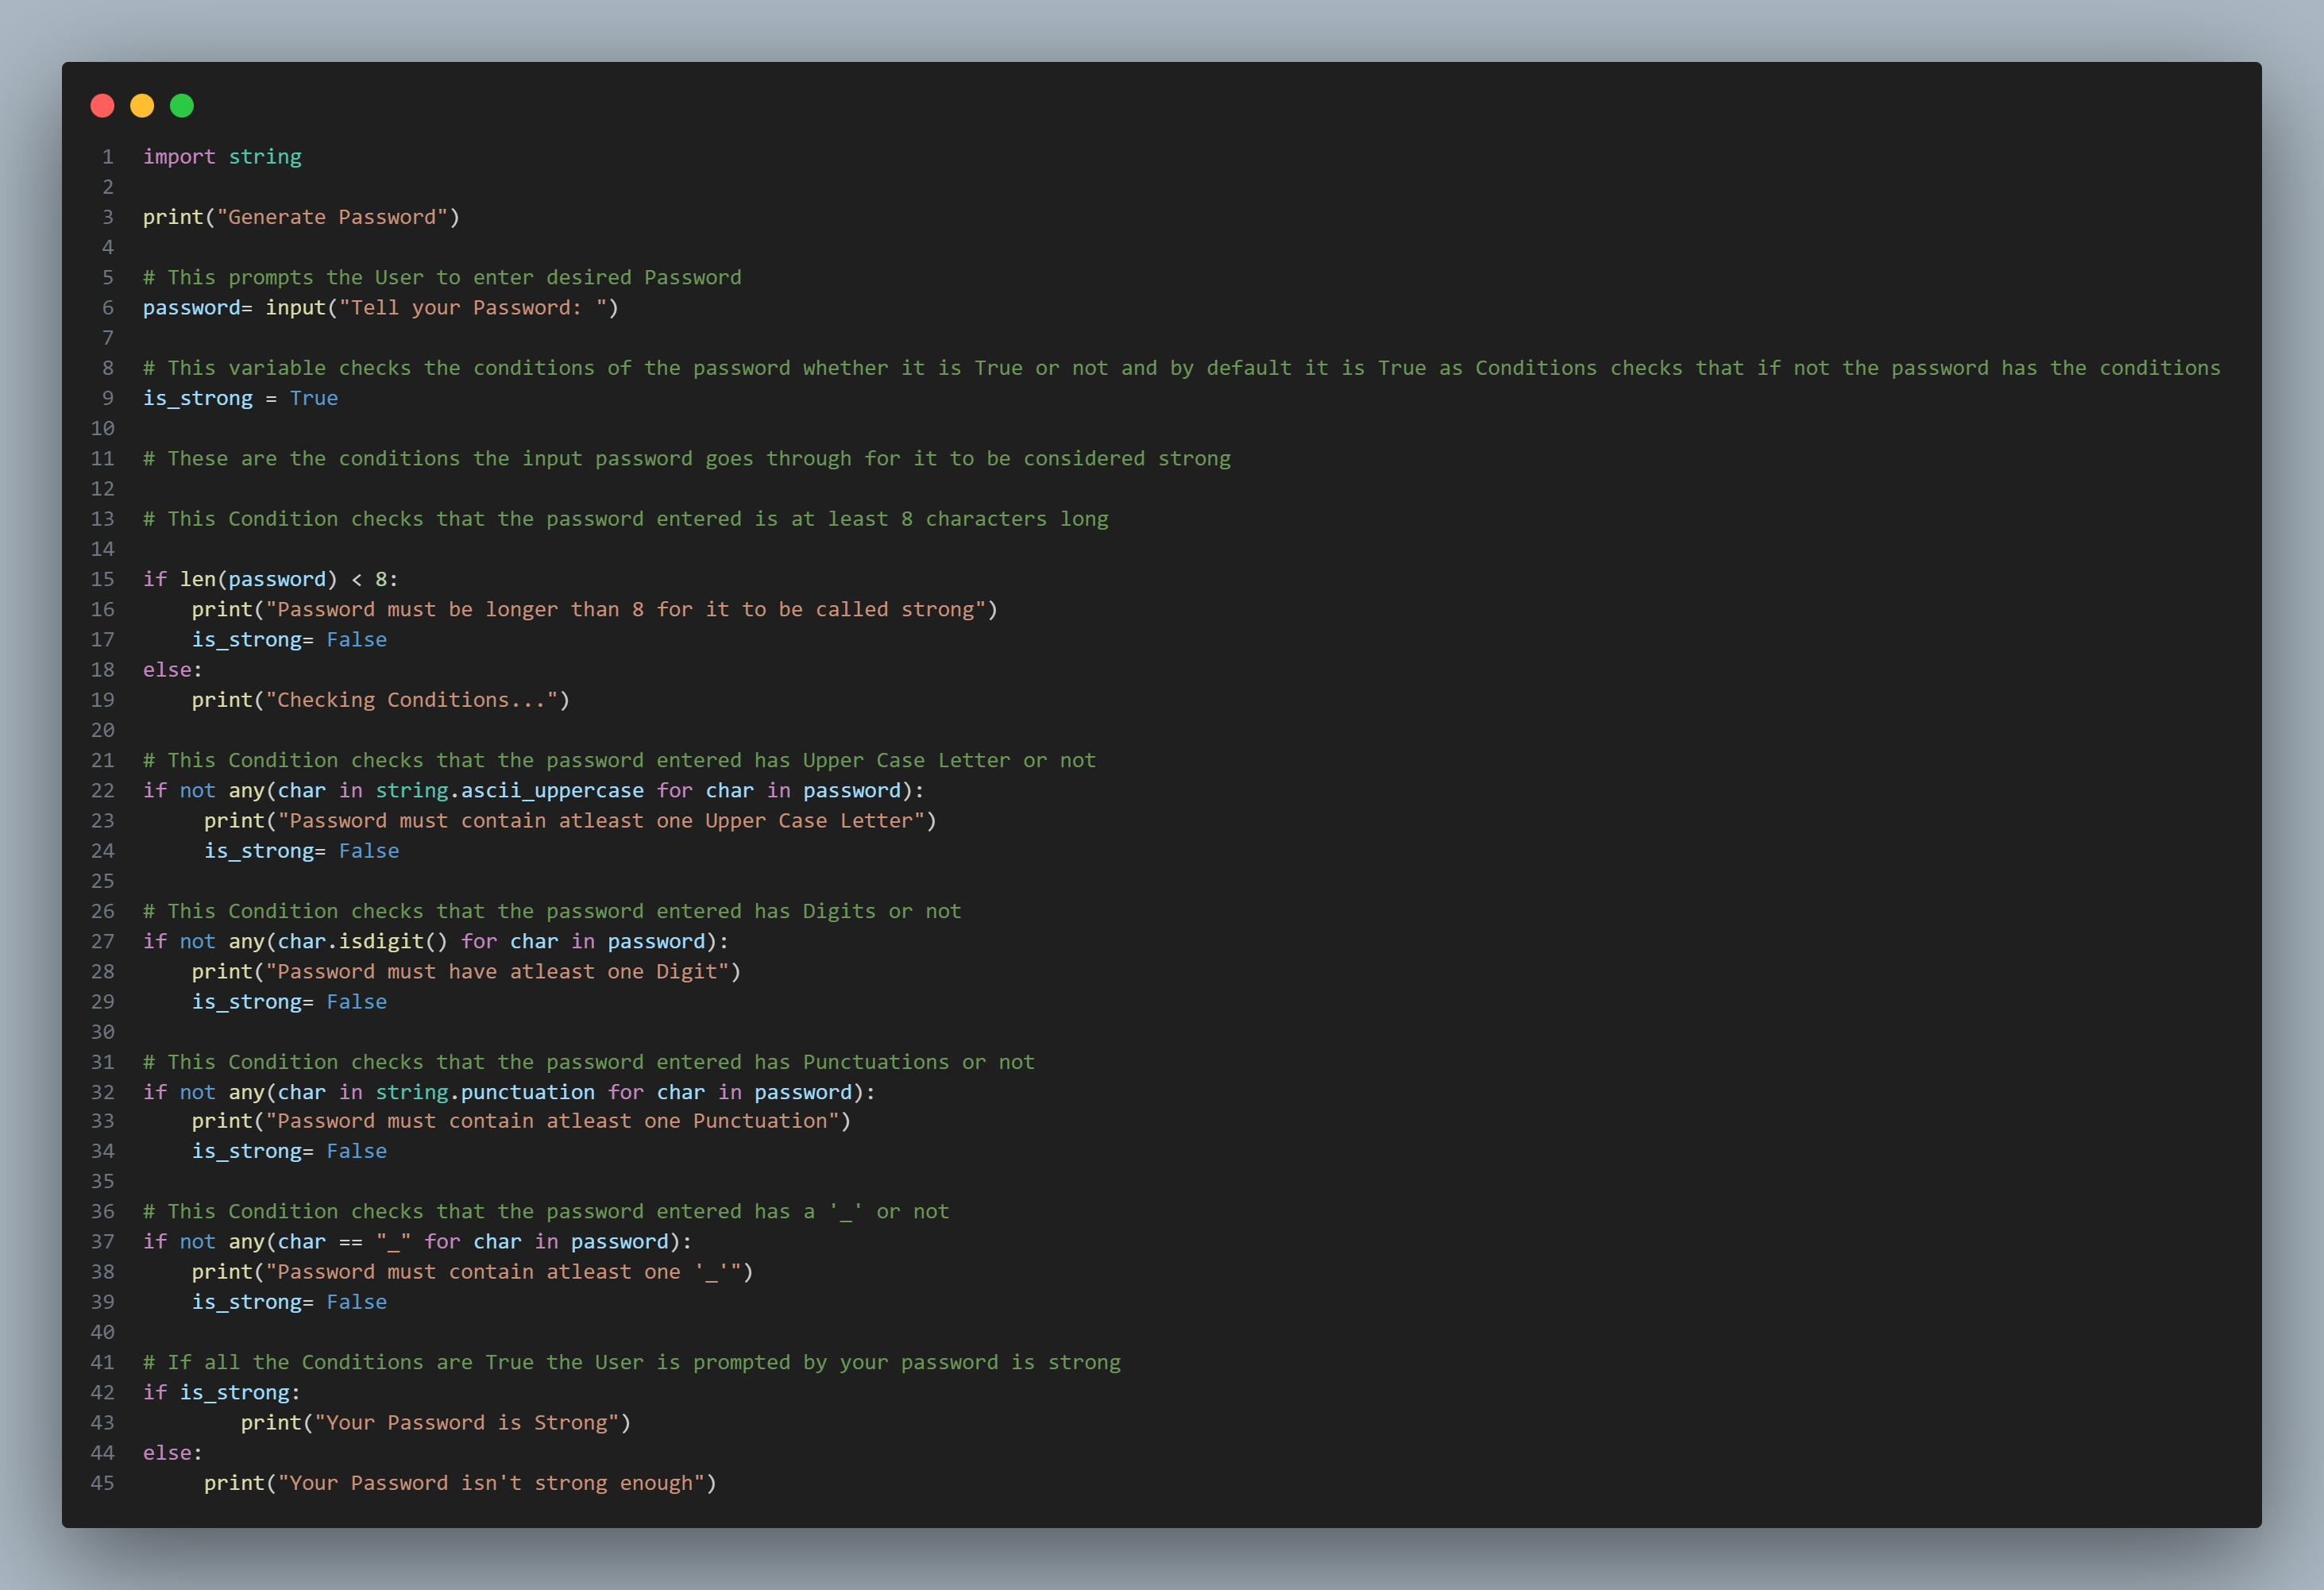 1 import string
2
3 print("Generate Password")
4
5 # This prompts the User to enter desired Password
6 password= input("Tell your Password: ")
7
8 # This variable checks the conditions of the password whether it is True or not and by default it is True as Conditions checks that if not the password has the conditions
9 is_strong = True
10
11 # These are the conditions the input password goes through for it to be considered strong
12
13 # This Condition checks that the password entered is at least 8 characters long
14
15 if len(password) < 8:
16     print("Password must be longer than 8 for it to be called strong")
17     is_strong= False
18 else:
19     print("Checking Conditions...")
20
21 # This Condition checks that the password entered has Upper Case Letter or not
22 if not any(char in string.ascii_uppercase for char in password):
23      print("Password must contain atleast one Upper Case Letter")
24      is_strong= False
25
26 # This Condition checks that the password entered has Digits or not
27 if not any(char.isdigit() for char in password):
28     print("Password must have atleast one Digit")
29     is_strong= False
30
31 # This Condition checks that the password entered has Punctuations or not
32 if not any(char in string.punctuation for char in password):
33     print("Password must contain atleast one Punctuation")
34     is_strong= False
35
36 # This Condition checks that the password entered has a '_' or not
37 if not any(char == "_" for char in password):
38     print("Password must contain atleast one '_'")
39     is_strong= False
40
41 # If all the Conditions are True the User is prompted by your password is strong
42 if is_strong:
43         print("Your Password is Strong")
44 else:
45      print("Your Password isn't strong enough")